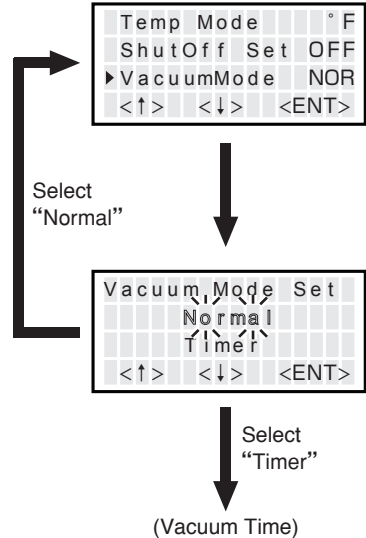 Temp Mode °F
ShutOff Set OFF
▶VacuumMode NOR
<↑> <↓> <ENT>
Select
“Normal”
Vacuum Mode Set
Normal
Timer
<↑> <↓> <ENT>
Select
“Timer”
(Vacuum Time)